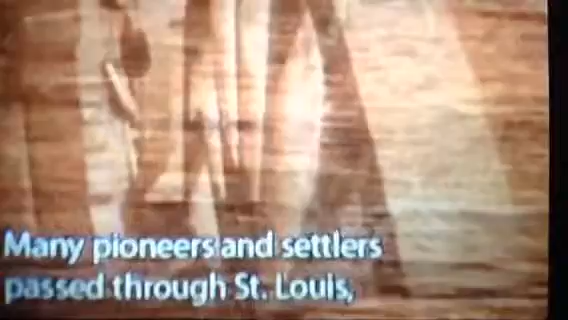 Many pioneers and settlers
passed through St. Louis,